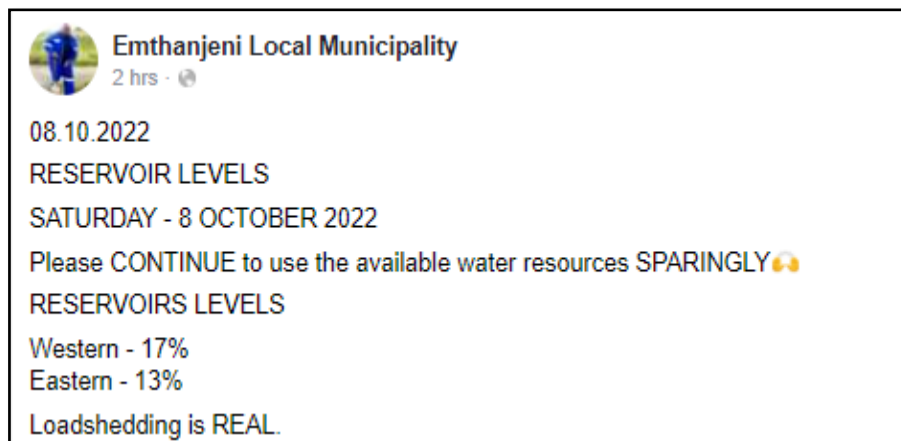 Emthanjeni Local Municipality
2 hrs ·
08.10.2022
RESERVOIR LEVELS
SATURDAY - 8 OCTOBER 2022
Please CONTINUE to use the available water resources SPARINGLY🙌
RESERVOIRS LEVELS
Western - 17%
Eastern - 13%
Loadshedding is REAL.